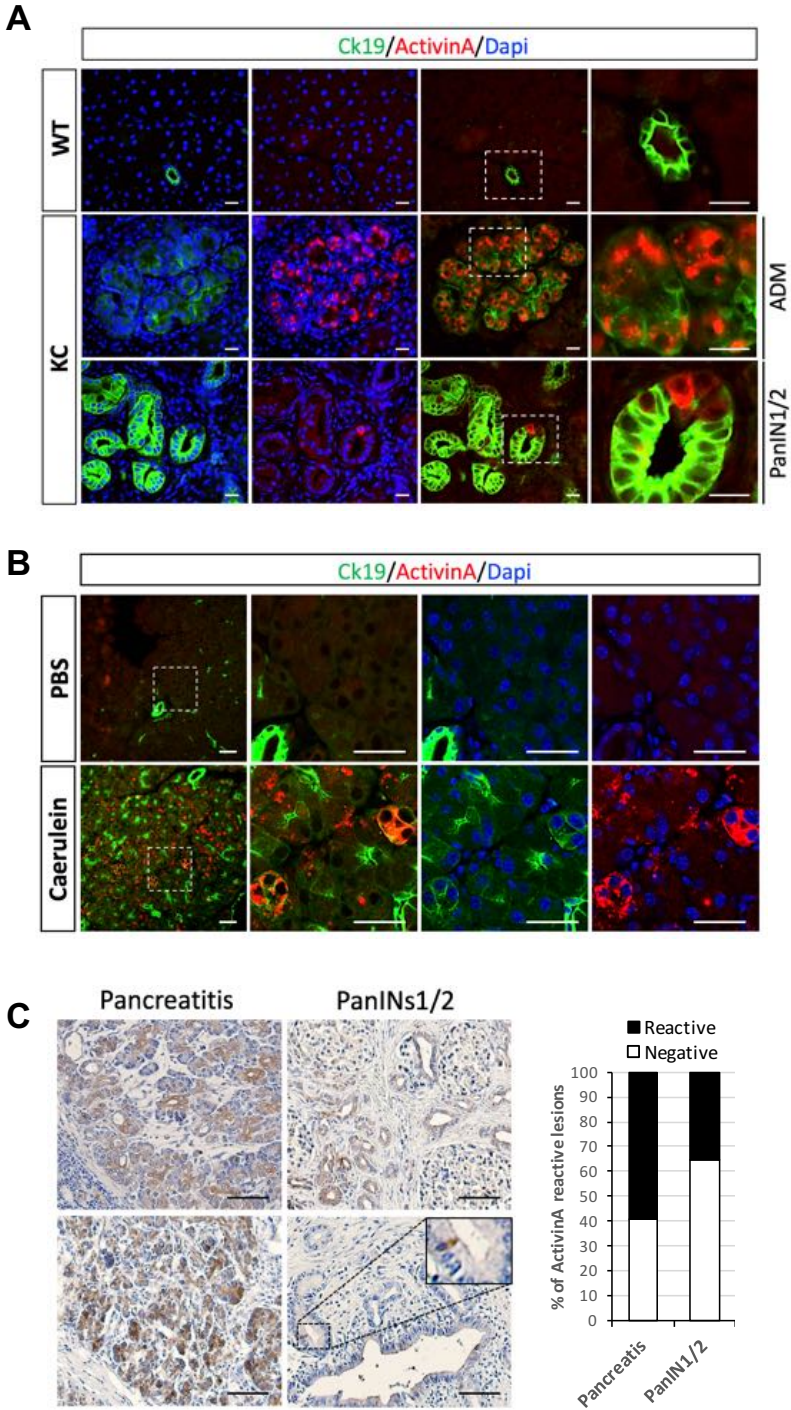 A
Ck19/ActivinA/Dapi
WT
KC
ADM
PanIN1/2
B
Ck19/ActivinA/Dapi
PBS
Caerulein
C
Pancreatitis
PanINs1/2
Reactive
Negative
% of ActivinA reactive lesions
100
90
80
70
60
50
40
30
20
10
0
Pancreatis
PanIN1/2